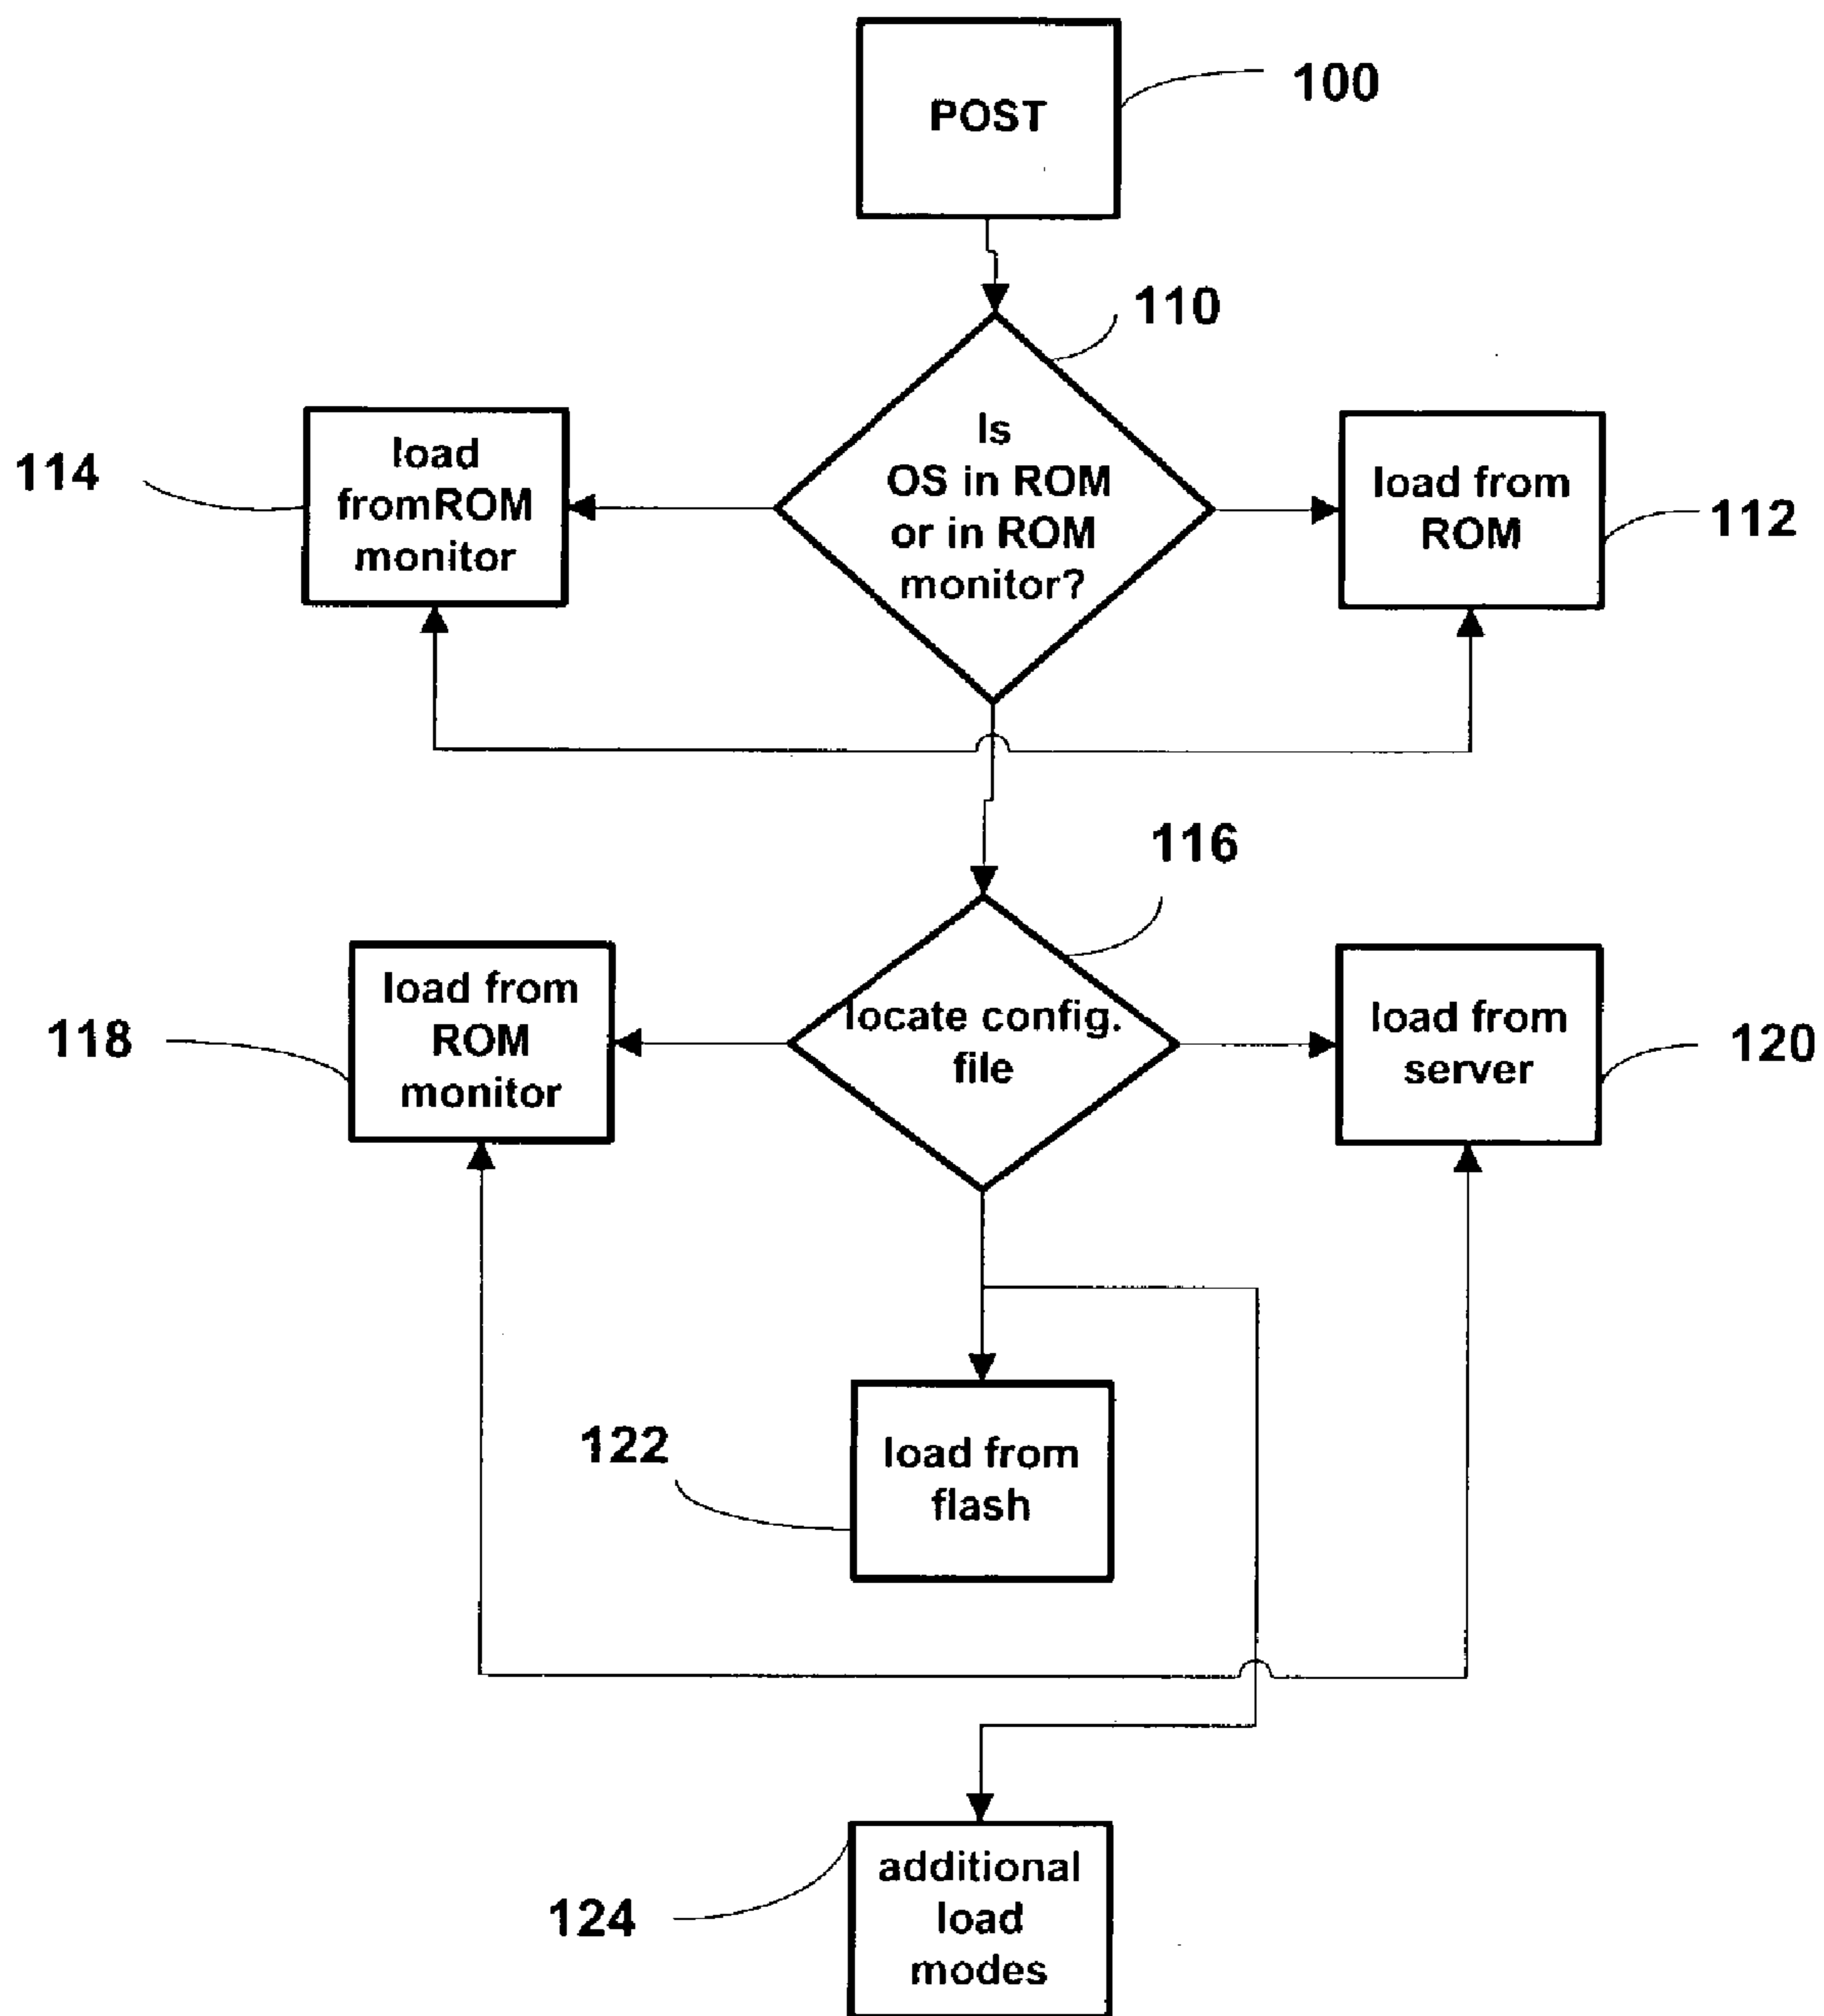 POST
100
110
Is
OS in ROM
or in ROM
monitor?
114
load
fromROM
monitor
load from
ROM
112
116
locate config.
file
118
load from
ROM
monitor
load from
server
120
122
load from
flash
124
additional
load
modes